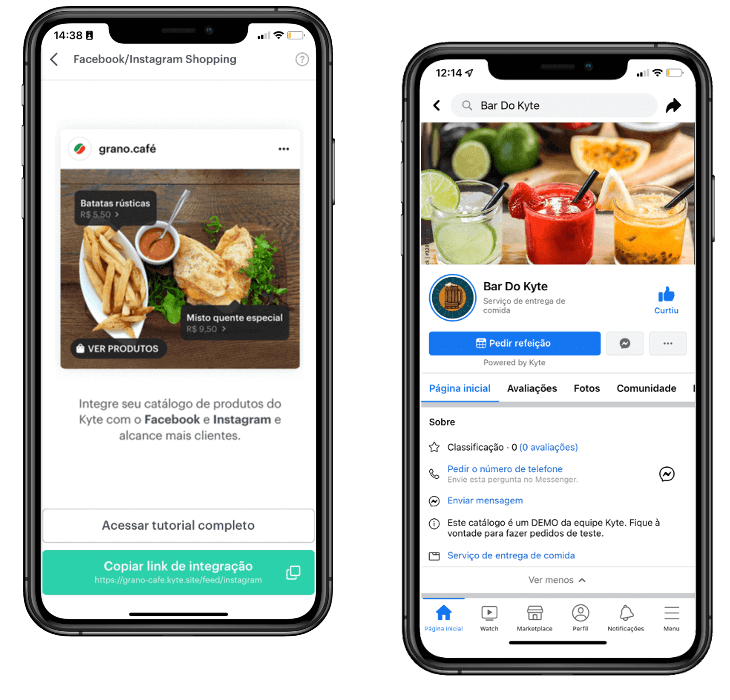 14:38
Facebook/Instagram Shopping
?
grano.café
Batatas rústicas
R$ 5,50 >
Misto quente especial
R$ 9,50 >
VER PRODUTOS
Integre seu catálogo de produtos do
Kyte com o Facebook e Instagram e
alcance mais clientes.
Acessar tutorial completo
Copiar link de integração
https://grano-cafe.kyte.site/feed/instagram
12:14
Bar Do Kyte
Bar Do Kyte
Serviço de entrega de
comida
Curtiu
Pedir refeição
Powered by Kyte
Página inicial
Avaliações
Fotos
Comunidade
Sobre
Classificação · 0 (0 avaliações)
Pedir o número de telefone
Envie esta pergunta no Messenger.
Enviar mensagem
Este catálogo é um DEMO da equipe Kyte. Fique à
vontade para fazer pedidos de teste.
Serviço de entrega de comida
Ver menos
Página inicial
Watch
Marketplace
Perfil
Notificações
Menu